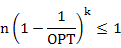 n(1 − 1/OPT)^k ≤ 1